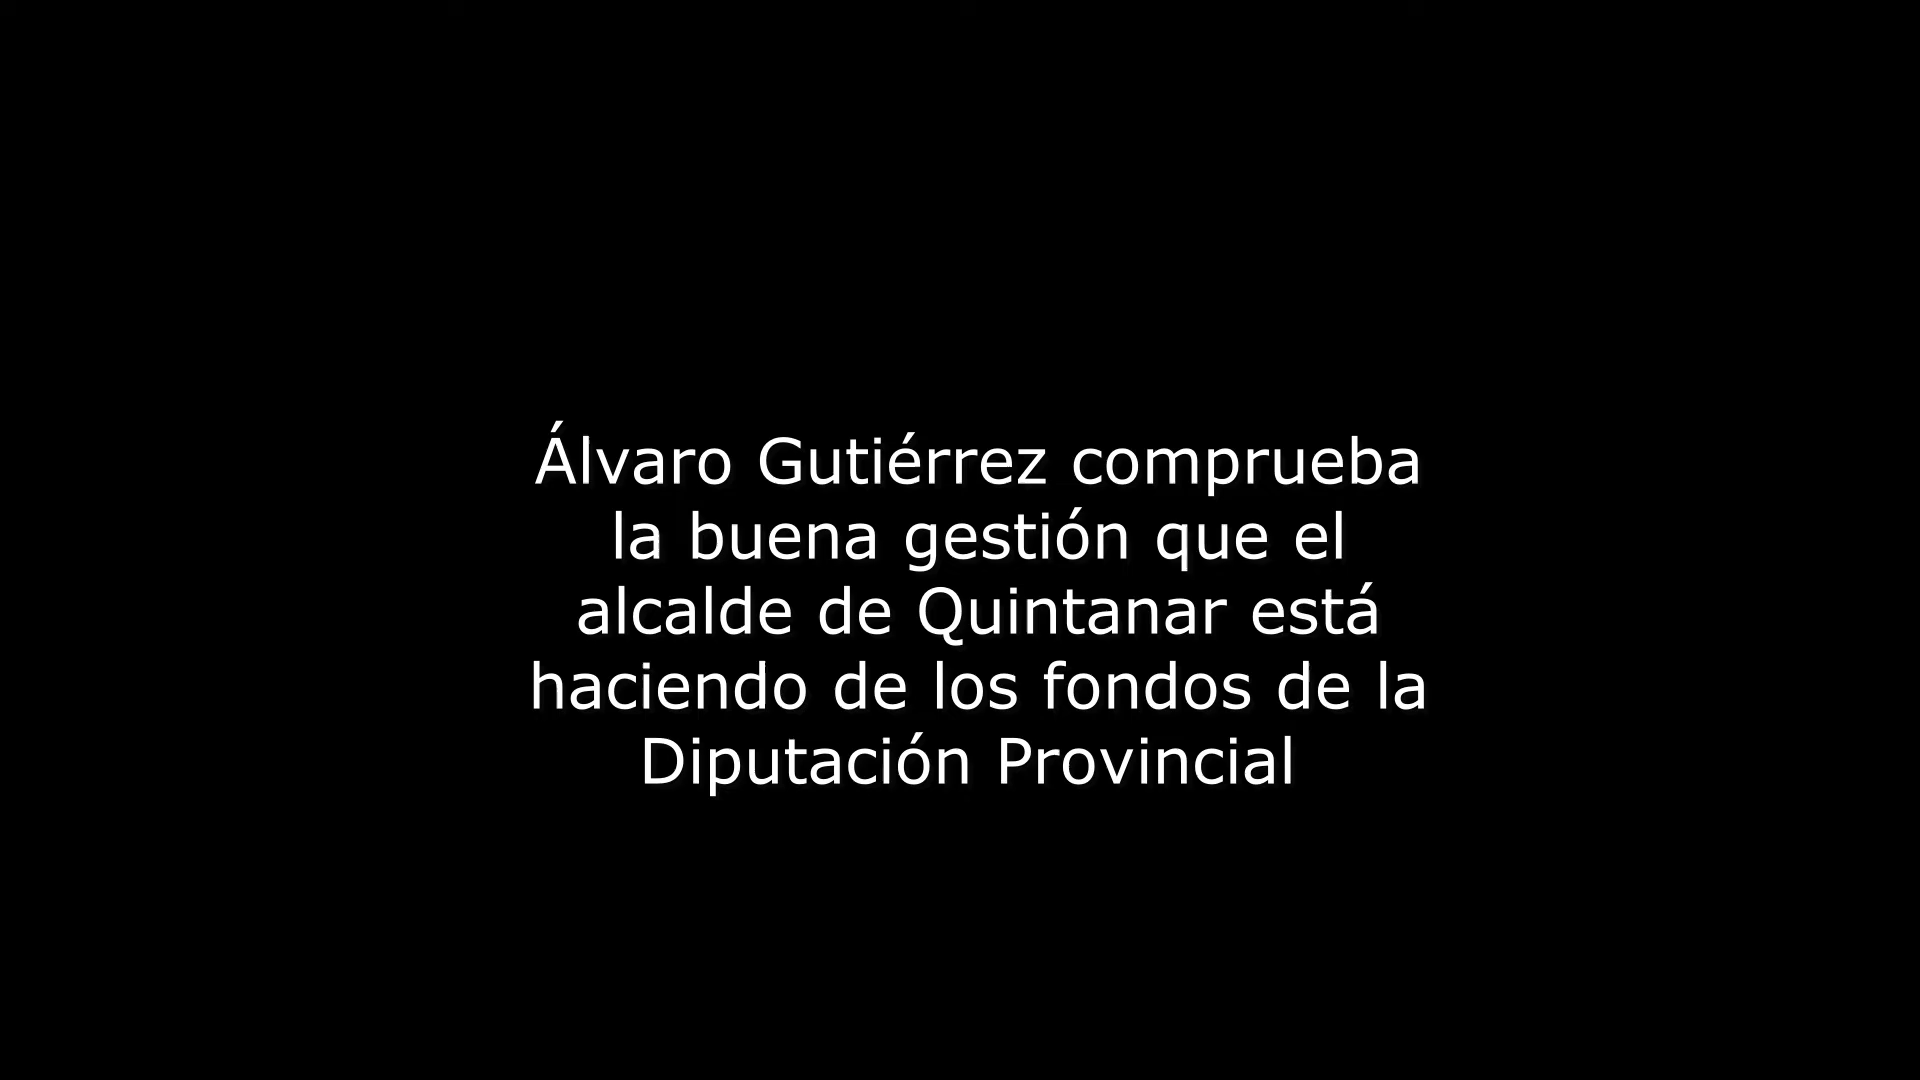 Álvaro Gutiérrez comprueba
la buena gestión que el
alcalde de Quintanar está
haciendo de los fondos de la
Diputación Provincial